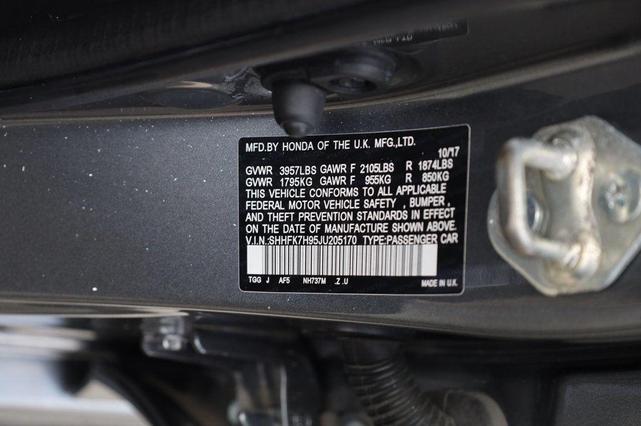 MFD.BY HONDA OF THE U.K. MFG.,LTD.
10/17
GVWR 3957LBS GAWR F 2105LBS R 1874LBS
GVWR 1795KG GAWR F 955KG R 850KG
THIS VEHICLE CONFORMS TO ALL APPLICABLE
FEDERAL MOTOR VEHICLE SAFETY , BUMPER ,
AND THEFT PREVENTION STANDARDS IN EFFECT
ON THE DATE OF MANUFACTURE SHOWN ABOVE.
V.I.N.:SHHFK7H95JU205170 TYPE:PASSENGER CAR
TGG J AF5 NH737M .Z .U MADE IN U.K.